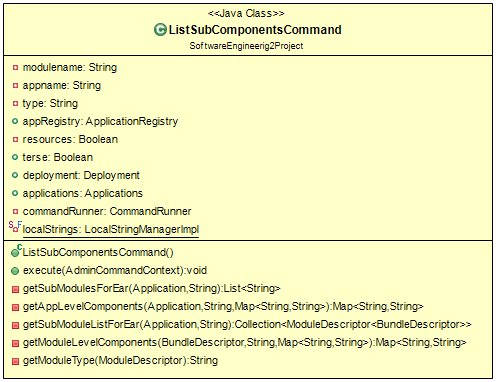 <<Java Class>>
C ListSubComponentsCommand
SoftwareEngineerig2Project
modulename: String
appname: String
type: String
appRegistry: ApplicationRegistry
resources: Boolean
terse: Boolean
deployment: Deployment
applications: Applications
commandRunner: CommandRunner
S F localStrings: LocalStringManagerImpl
C ListSubComponentsCommand()
execute(AdminCommandContext):void
getSubModulesForEar(Application,String):List<String>
getAppLevelComponents(Application,String,Map<String,String>):Map<String,String>
getSubModuleListForEar(Application,String):Collection<ModuleDescriptor<BundleDescriptor>>
getModuleLevelComponents(BundleDescriptor,String,Map<String,String>):Map<String,String>
getModuleType(ModuleDescriptor):String